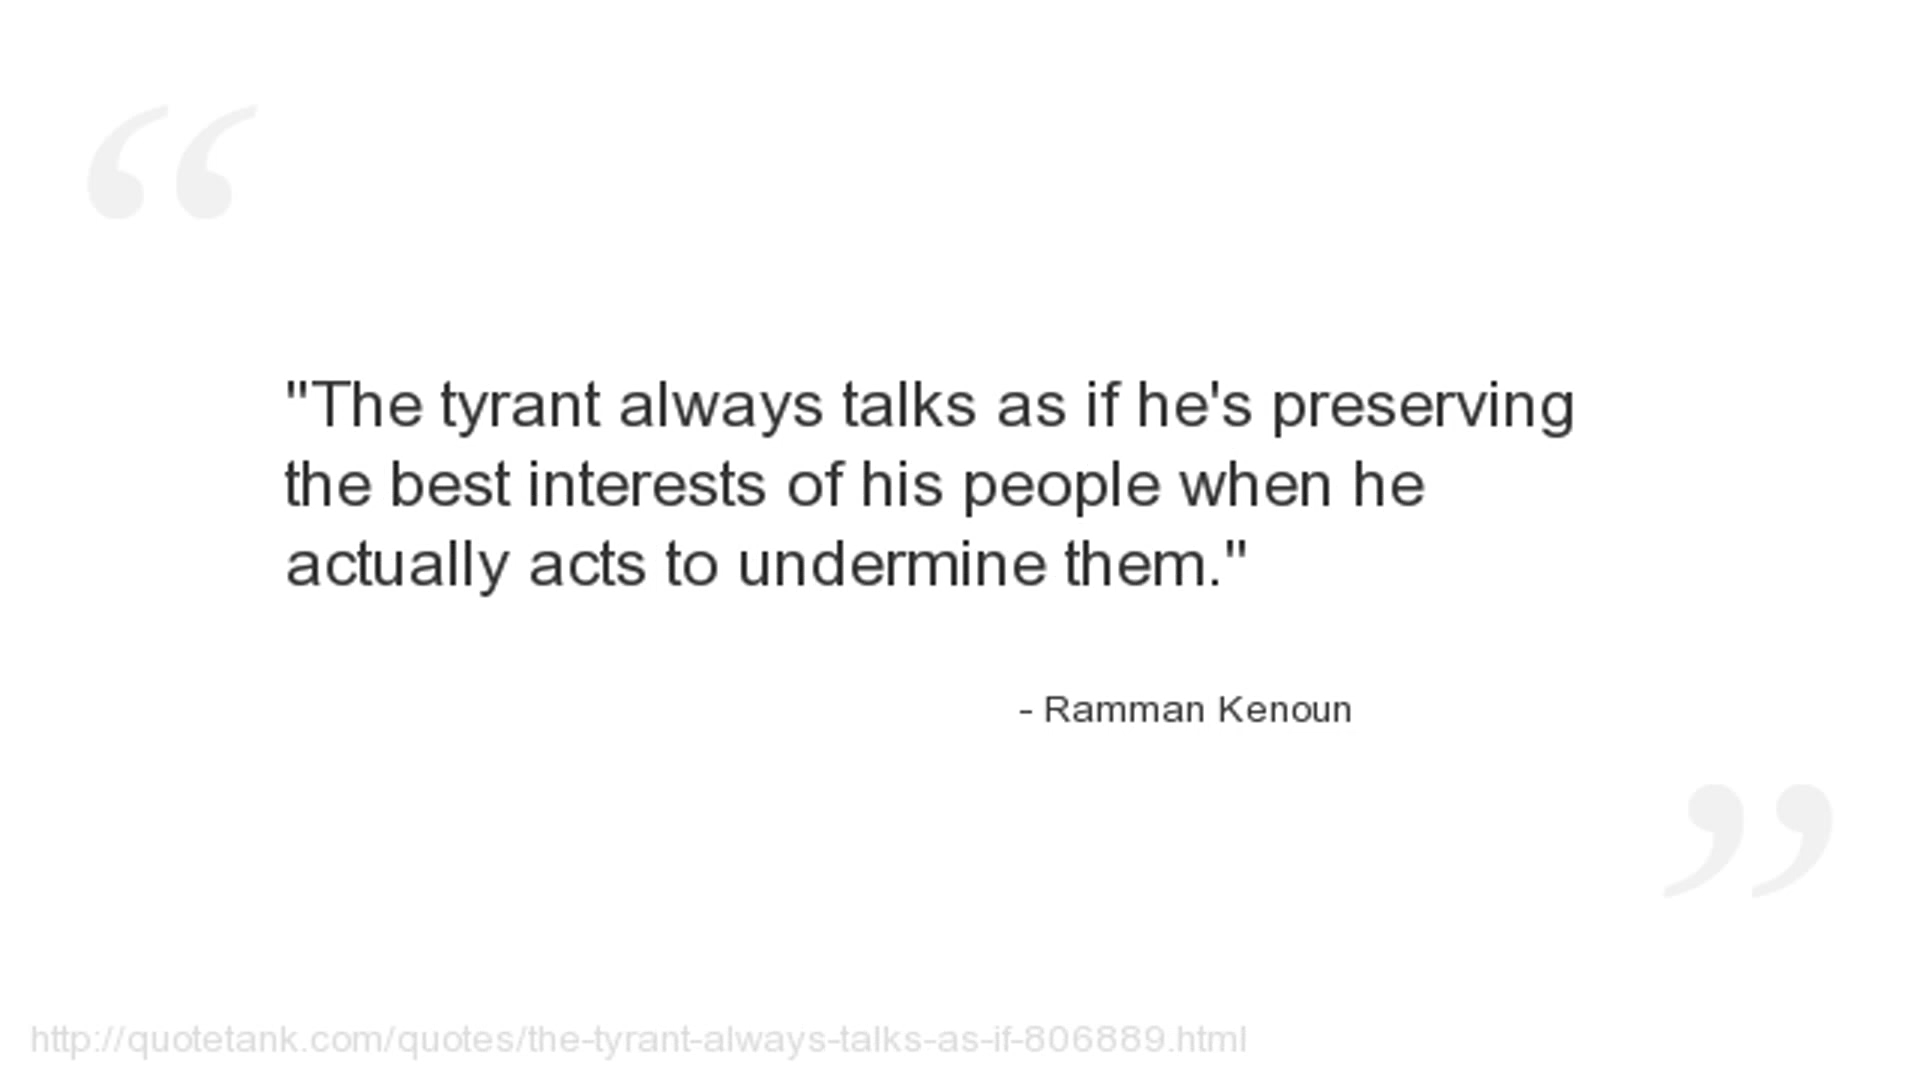 "The tyrant always talks as if he's preserving
the best interests of his people when he
actually acts to undermine them."
- Ramman Kenoun
http://quotetank.com/quotes/the-tyrant-always-talks-as-if-806889.html